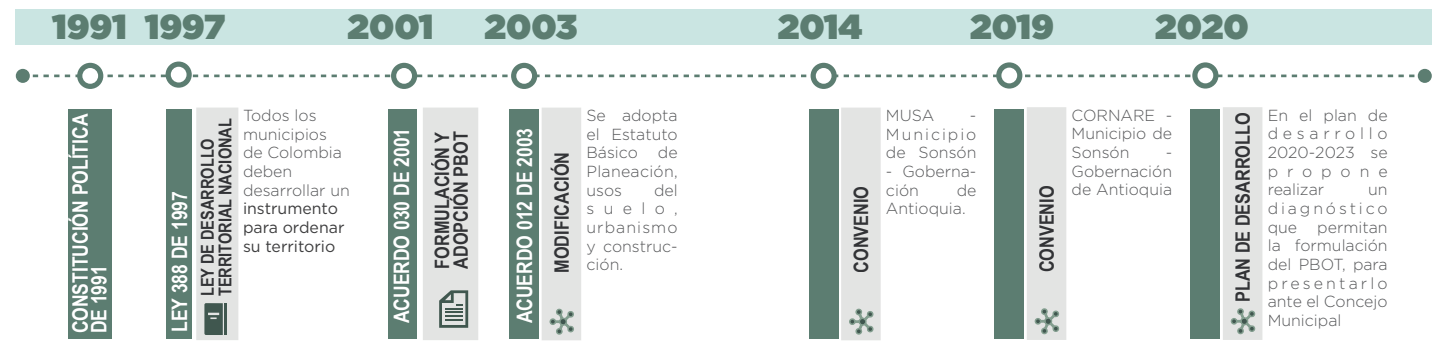 1991 1997 2001 2003 2014 2019 2020
CONSTITUCIÓN POLÍTICA
DE 1991
LEY 388 DE 1997
LEY DE DESARROLLO
TERRITORIAL NACIONAL
Todos los
municipios
de Colombia
deben
desarrollar un
instrumento
para ordenar
su territorio
ACUERDO 030 DE 2001
FORMULACIÓN Y
ADOPCIÓN PBOT
ACUERDO 012 DE 2003
MODIFICACIÓN
Se adopta
el Estatuto
Básico de
Planeación,
usos del
suelo,
urbanismo
y construc-
ción.
CONVENIO
MUSA -
Municipio
de Sonsón
- Goberna-
ción de
Antioquia.
CONVENIO
CORNARE -
Municipio de
Sonsón -
Gobernación
de Antioquia
PLAN DE DESARROLLO
En el plan de
desarrollo
2020-2023 se
propone
realizar un
diagnóstico
que permitan
la formulación
del PBOT, para
presentarlo
ante el Concejo
Municipal